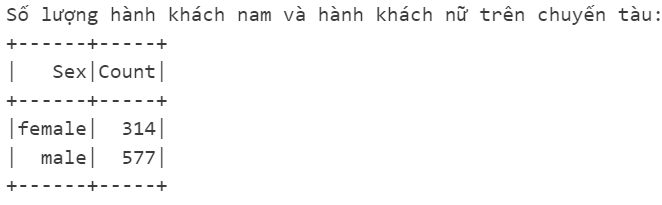 Số lượng hành khách nam và hành khách nữ trên chuyến tàu:
+------+-----+
|   Sex|Count|
+------+-----+
|female|  314|
|  male|  577|
+------+-----+